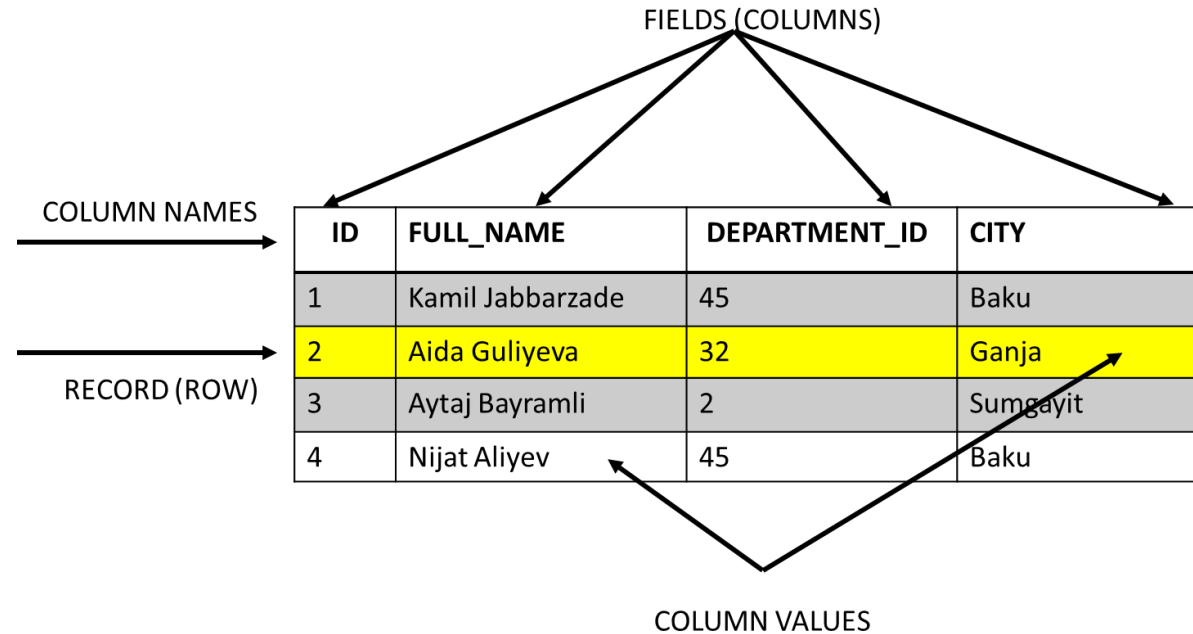 FIELDS (COLUMNS)
COLUMN NAMES
ID FULL_NAME DEPARTMENT_ID CITY
1 Kamil Jabbarzade 45 Baku
2 Aida Guliyeva 32 Ganja
RECORD (ROW)
3 Aytaj Bayramli 2 Sumgayit
4 Nijat Aliyev 45 Baku
COLUMN VALUES